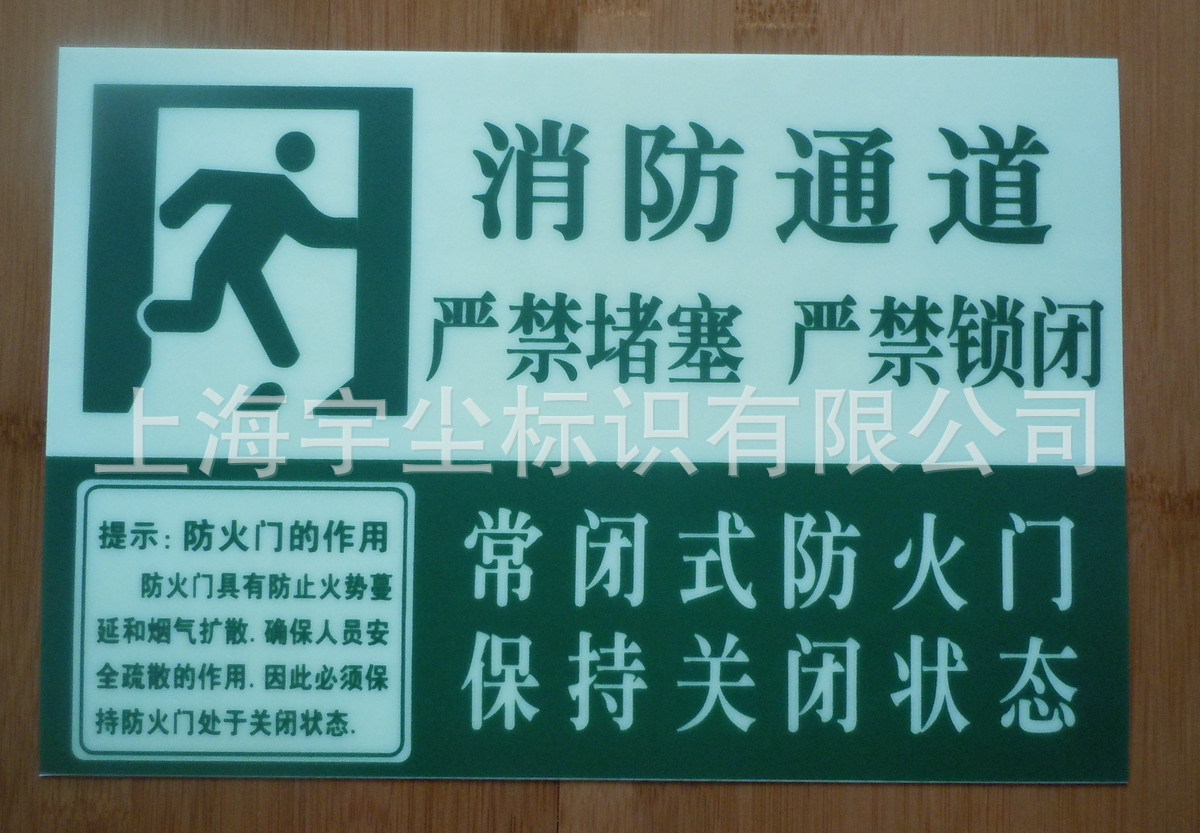 消防通道
严禁堵塞 严禁锁闭
上海宇尘标识有限公司
提示：防火门的作用
防火门具有防止火势蔓
延和烟气扩散.确保人员安
全疏散的作用.因此必须保
持防火门处于关闭状态.
常闭式防火门
保持关闭状态